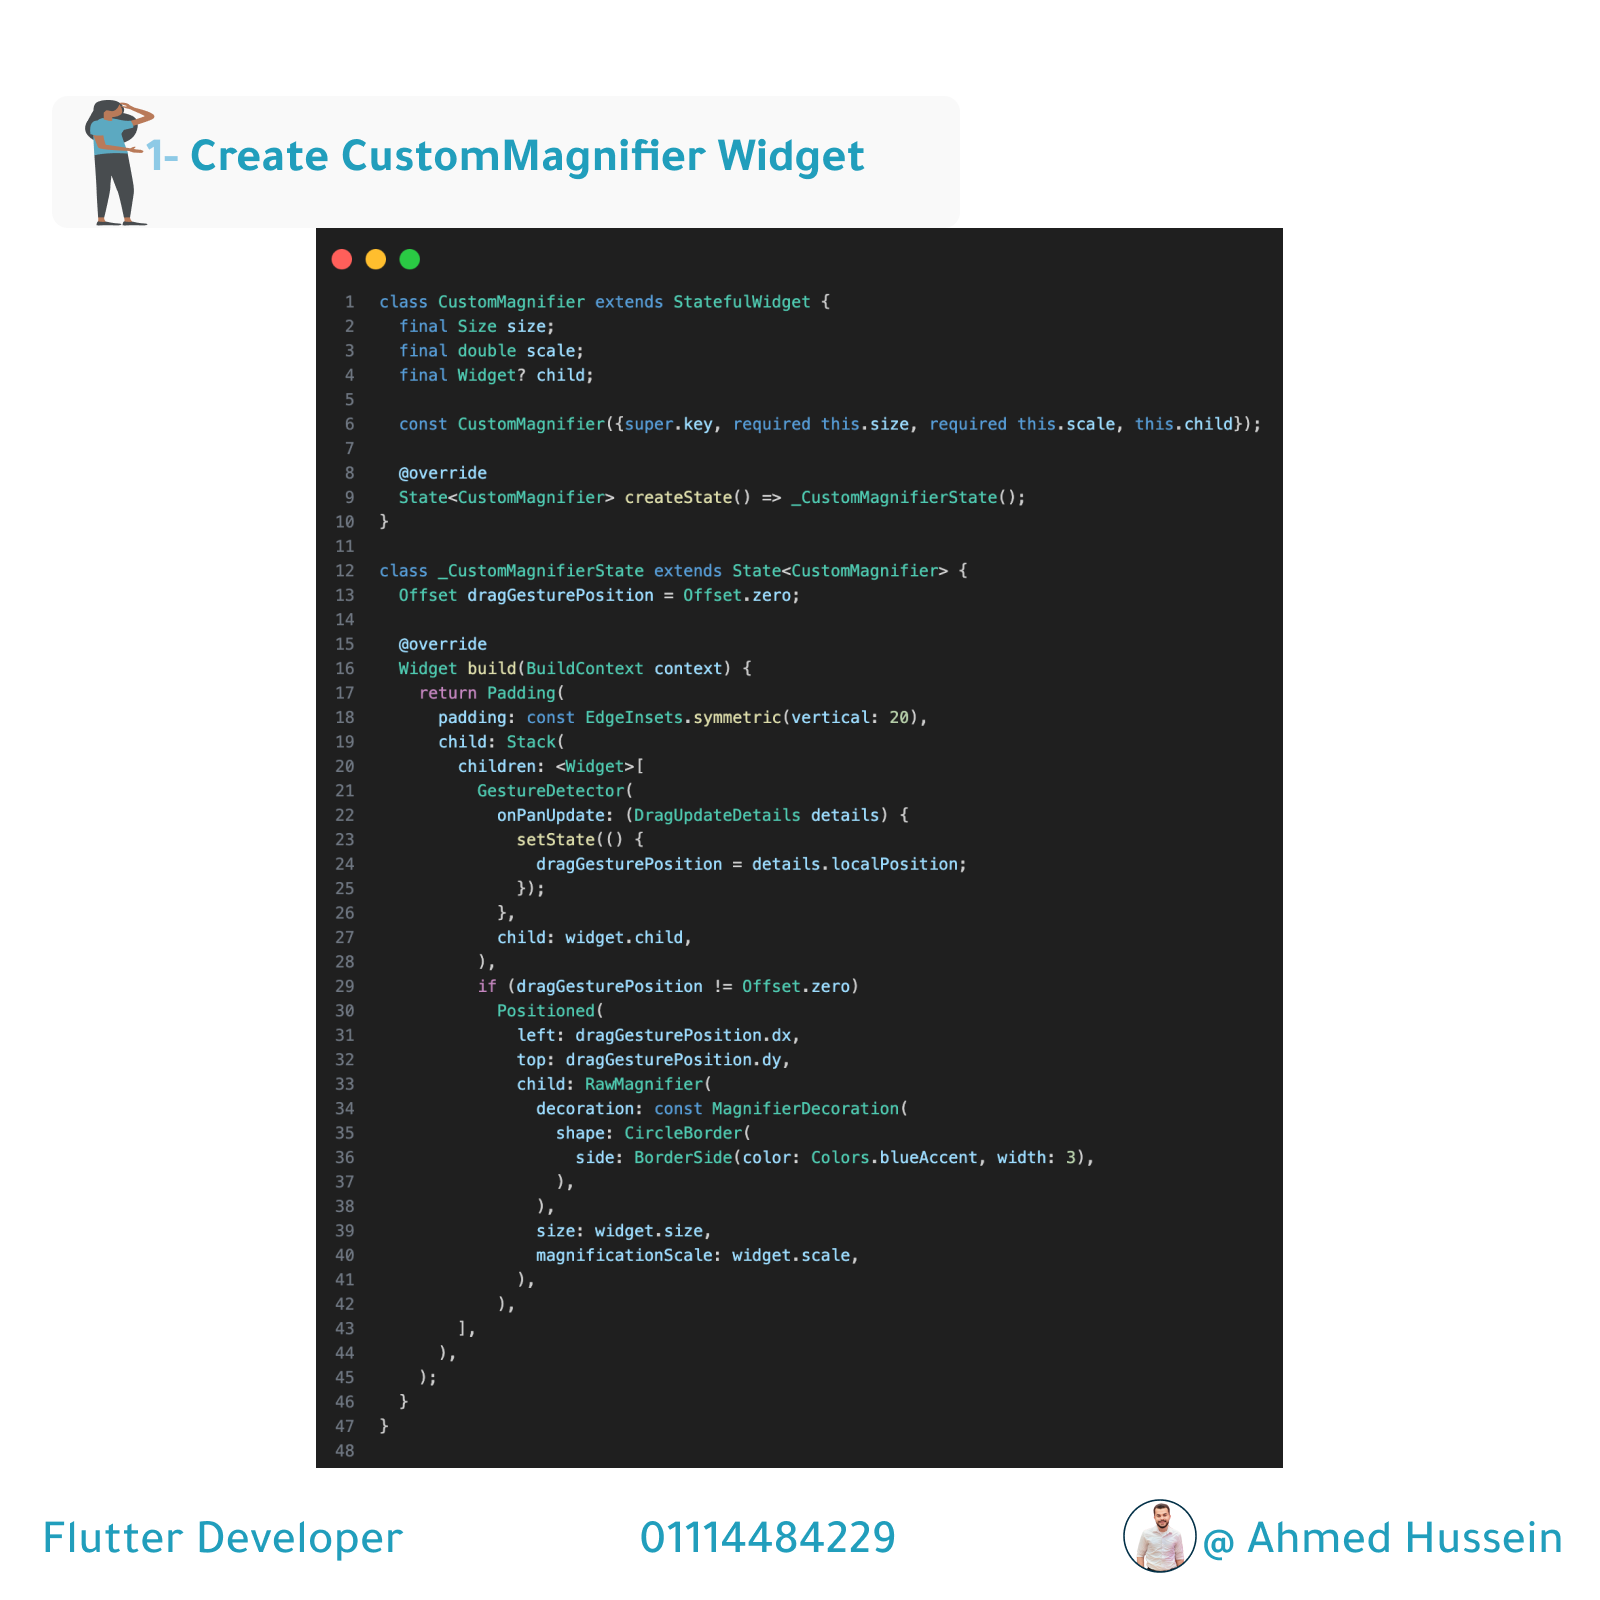 1- Create CustomMagnifier Widget
1 class CustomMagnifier extends StatefulWidget {
2   final Size size;
3   final double scale;
4   final Widget? child;
5
6   const CustomMagnifier({super.key, required this.size, required this.scale, this.child});
7
8   @override
9   State<CustomMagnifier> createState() => _CustomMagnifierState();
10 }
11
12 class _CustomMagnifierState extends State<CustomMagnifier> {
13   Offset dragGesturePosition = Offset.zero;
14
15   @override
16   Widget build(BuildContext context) {
17     return Padding(
18       padding: const EdgeInsets.symmetric(vertical: 20),
19       child: Stack(
20         children: <Widget>[
21           GestureDetector(
22             onPanUpdate: (DragUpdateDetails details) {
23               setState(() {
24                 dragGesturePosition = details.localPosition;
25               });
26             },
27             child: widget.child,
28           ),
29           if (dragGesturePosition != Offset.zero)
30             Positioned(
31               left: dragGesturePosition.dx,
32               top: dragGesturePosition.dy,
33               child: RawMagnifier(
34                 decoration: const MagnifierDecoration(
35                   shape: CircleBorder(
36                     side: BorderSide(color: Colors.blueAccent, width: 3),
37                   ),
38                 ),
39                 size: widget.size,
40                 magnificationScale: widget.scale,
41               ),
42             ),
43         ],
44       ),
45     );
46   }
47 }
48
Flutter Developer
01114484229
@ Ahmed Hussein